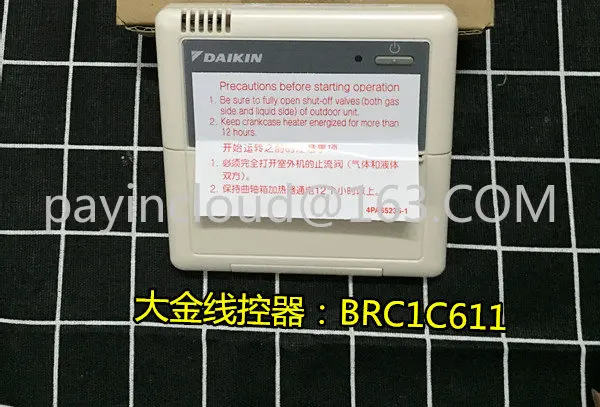 DAIKIN
Precautions before starting operation
1. Be sure to fully open shut-off valves (both gas
side and liquid side) of outdoor unit.
2. Keep crankcase heater energized for more than
12 hours.
开始运转之前的注意事项
1. 必须完全打开室外机的止流阀（气体和液体
双方）。
2. 保持曲轴箱加热器通电12个小时以上。
payincloud@163.COM
4PA65235-1
大金线控器：BRC1C611